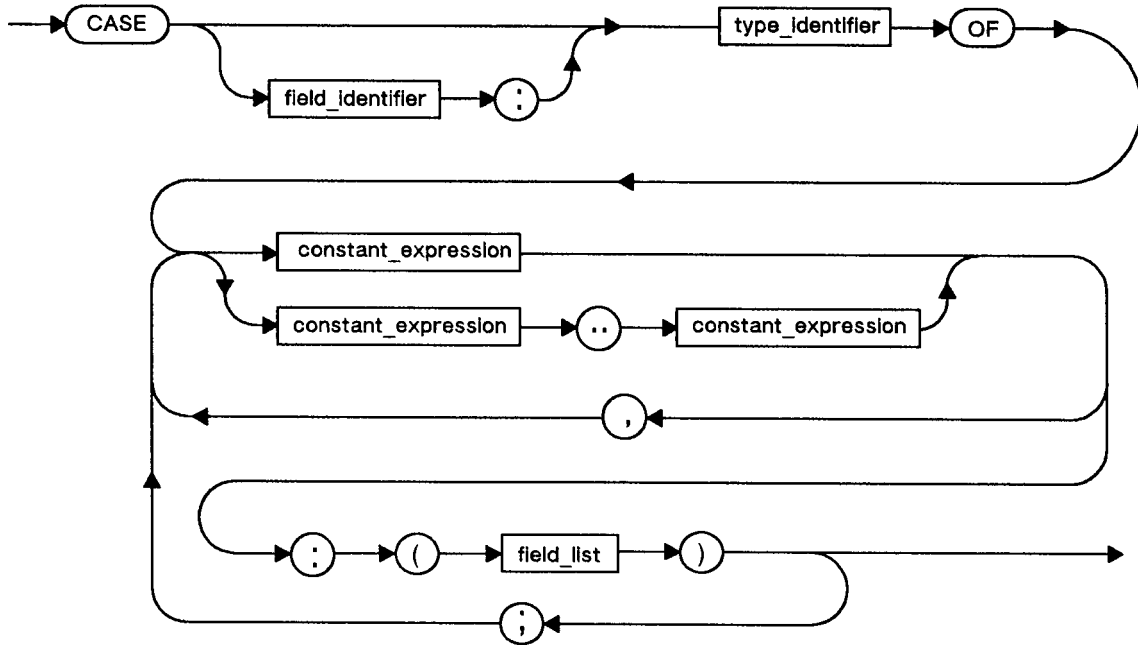 CASE type_identifier OF
field_identifier :
constant_expression
constant_expression .. constant_expression
,
: ( field_list )
;